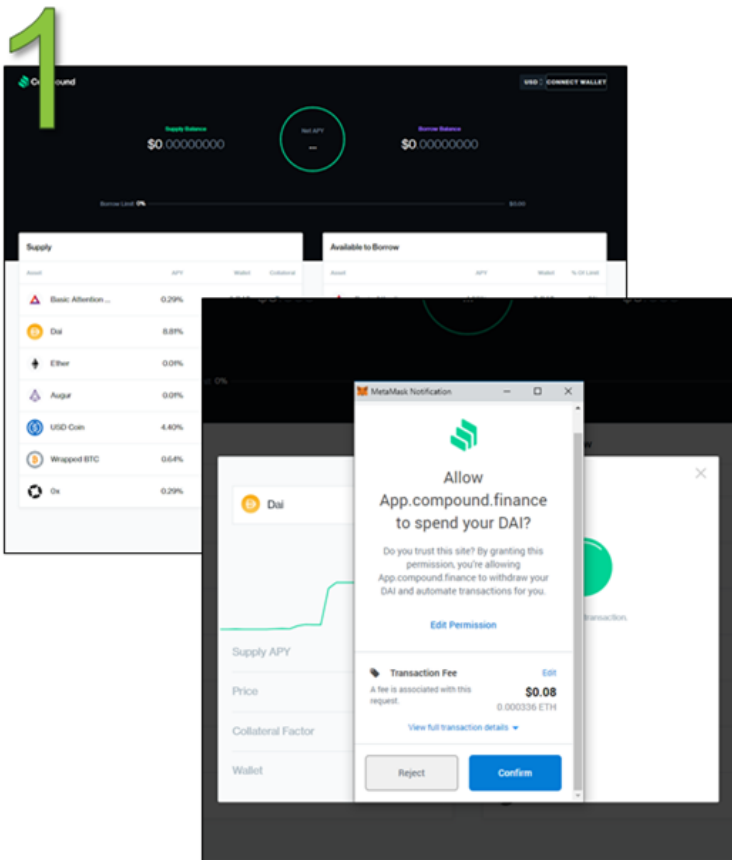 1
Compound
USD CONNECT WALLET
Supply Balance
Net APY
Borrow Balance
$0.00000000
--
$0.00000000
Borrow Limit 0%
$0.00
Supply
Available to Borrow
Asset APY Wallet Collateral
Asset APY Wallet % Of Limit
Basic Attention ... 0.29%
Dai 8.81%
Ether 0.01%
Augur 0.01%
USD Coin 4.40%
Wrapped BTC 0.64%
0x 0.29%
0%
MetaMask Notification
Allow
App.compound.finance
to spend your DAI?
Do you trust this site? By granting this
permission, you're allowing
App.compound.finance to withdraw your
DAI and automate transactions for you.
Edit Permission
Transaction Fee Edit
A fee is associated with this
request.
$0.08
0.000336 ETH
View full transaction details
Reject Confirm
Dai
Supply APY
Price
Collateral Factor
Wallet
transaction.